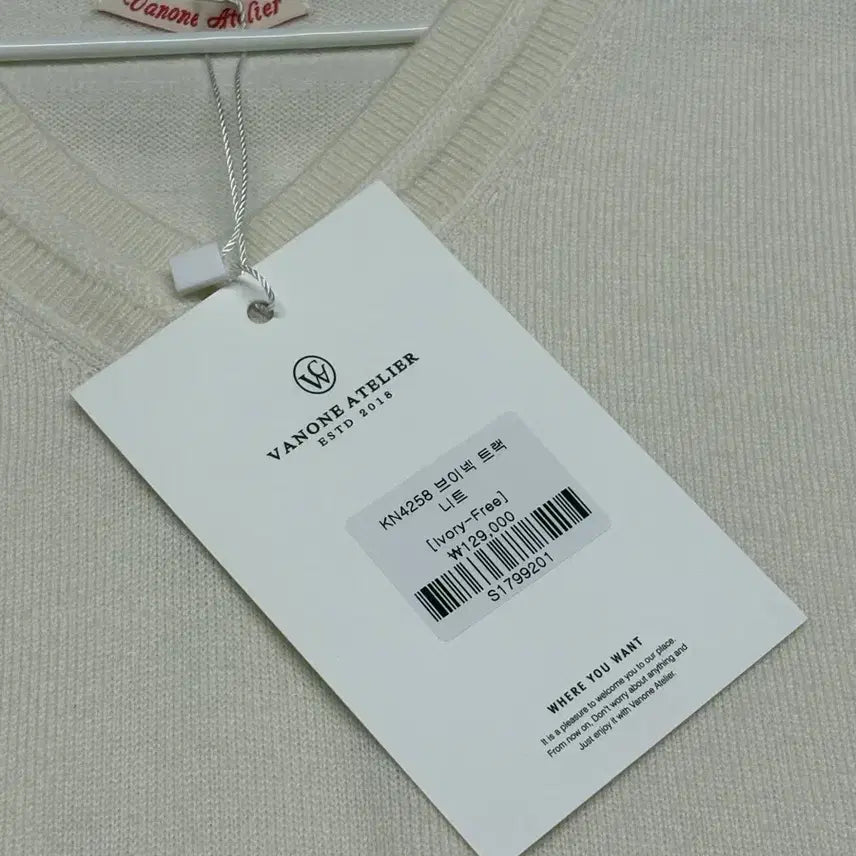 Vanone Atelier
VANONE ATELIER
ESTD 2018
KN4258 브이넥 트랙
니트
[Ivory-Free]
₩129,000
S1799201
WHERE YOU WANT
It is a pleasure to welcome you to our place.
From now on. Don't worry about anything and
Just enjoy it with Vanone Atelier.